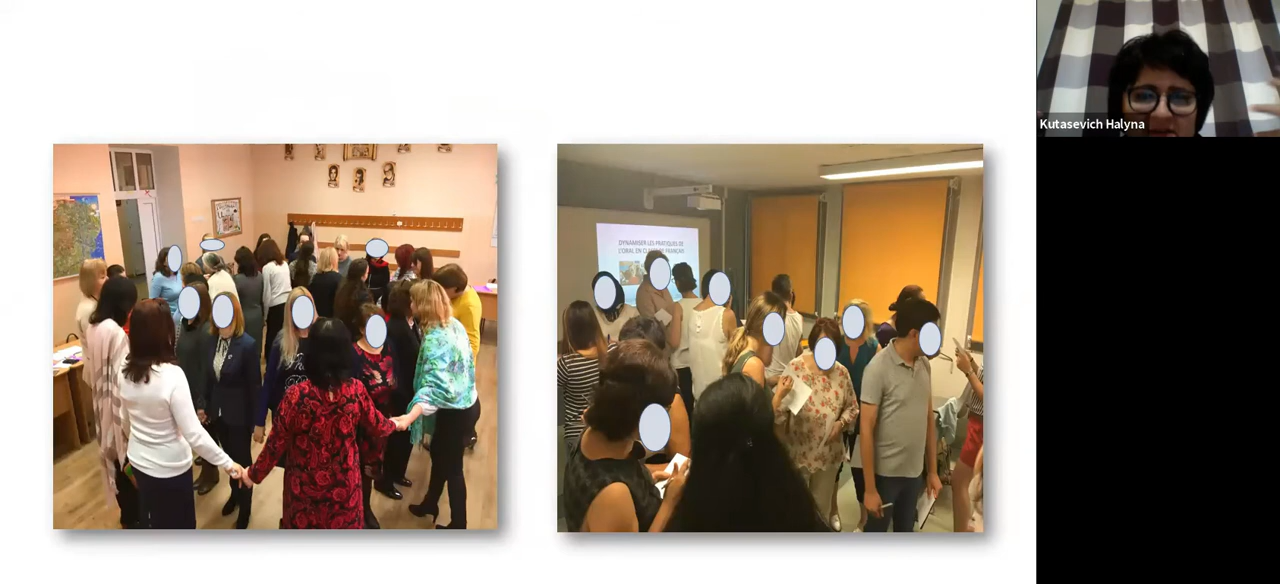 DYNAMISER LES PRATIQUES DE
L'ORAL EN CLASSE DE FRANÇAIS
Kutasevich Halyna